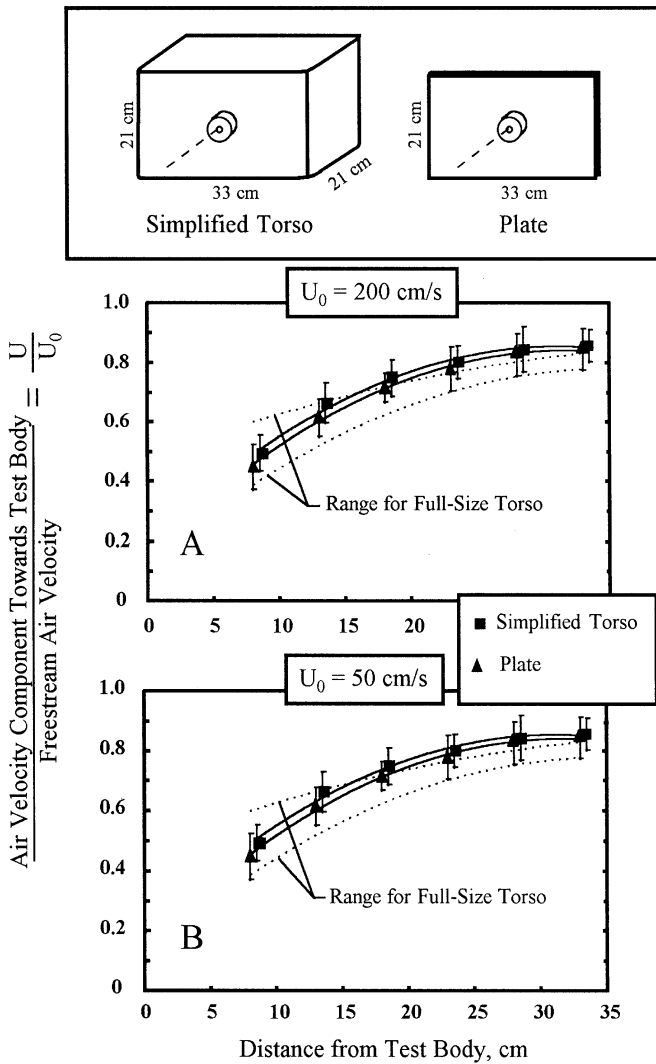 21 cm
33 cm
21 cm
Simplified Torso
21 cm
33 cm
Plate
Air Velocity Component Towards Test Body
Freestream Air Velocity
=
U
U₀
U₀ = 200 cm/s
1.0
0.8
0.6
0.4
0.2
0
Range for Full-Size Torso
A
0 5 10 15 20 25 30 35
Simplified Torso
Plate
U₀ = 50 cm/s
1.0
0.8
0.6
0.4
0.2
0
Range for Full-Size Torso
B
0 5 10 15 20 25 30 35
Distance from Test Body, cm